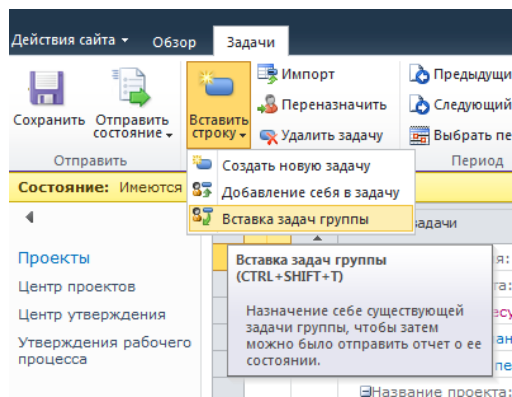 Действия сайта Обзор Задачи
Импорт Предыдущи
Переназначить Следующий
Сохранить Отправить состояние Вставить строку Удалить задачу Выбрать пе
Отправить Период
Создать новую задачу
Состояние: Имеются
Добавление себя в задачу
Вставка задач группы
задачи
Проекты
Центр проектов
Центр утверждения
Утверждения рабочего
процесса
Вставка задач группы
(CTRL+SHIFT+T)
Назначение себе существующей
задачи группы, чтобы затем
можно было отправить отчет о ее
состоянии.
Название проекта: